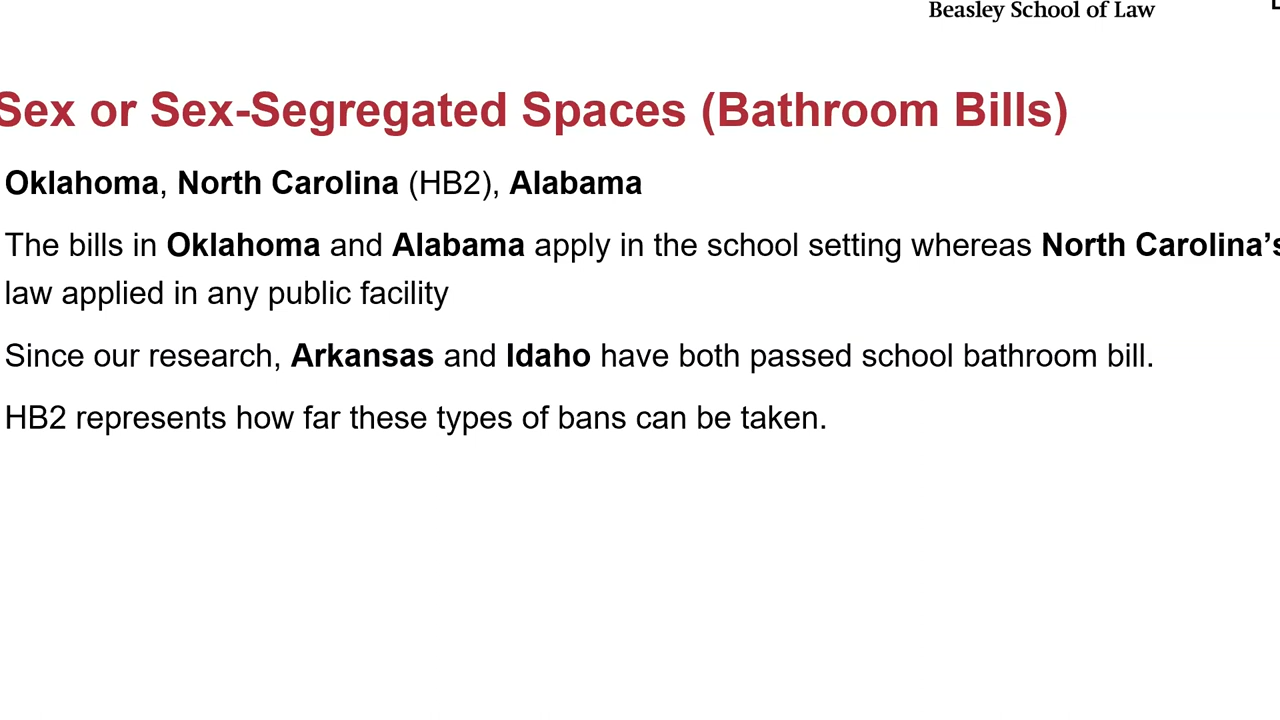 Beasley School of Law
Sex or Sex-Segregated Spaces (Bathroom Bills)
Oklahoma, North Carolina (HB2), Alabama
The bills in Oklahoma and Alabama apply in the school setting whereas North Carolina’s
law applied in any public facility
Since our research, Arkansas and Idaho have both passed school bathroom bill.
HB2 represents how far these types of bans can be taken.